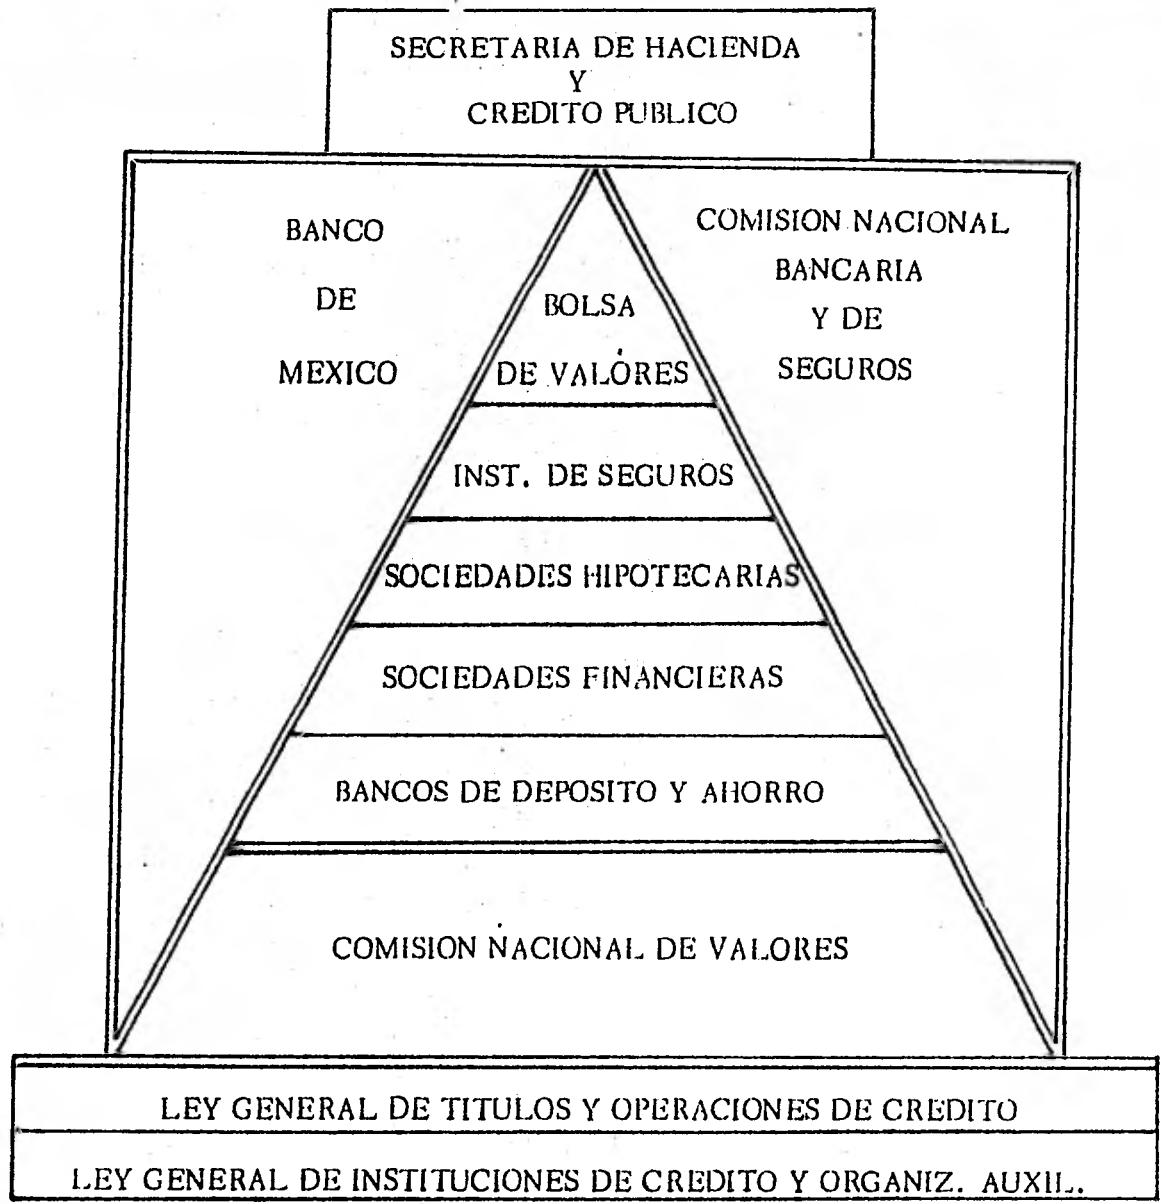 SECRETARIA DE HACIENDA
Y
CREDITO PUBLICO
BANCO
DE
MEXICO
COMISION NACIONAL
BANCARIA
Y DE
SEGUROS
BOLSA
DE VALORES
INST. DE SEGUROS
SOCIEDADES HIPOTECARIAS
SOCIEDADES FINANCIERAS
BANCOS DE DEPOSITO Y AHORRO
COMISION NACIONAL DE VALORES
LEY GENERAL DE TITULOS Y OPERACIONES DE CREDITO
LEY GENERAL DE INSTITUCIONES DE CREDITO Y ORGANIZ. AUXIL.